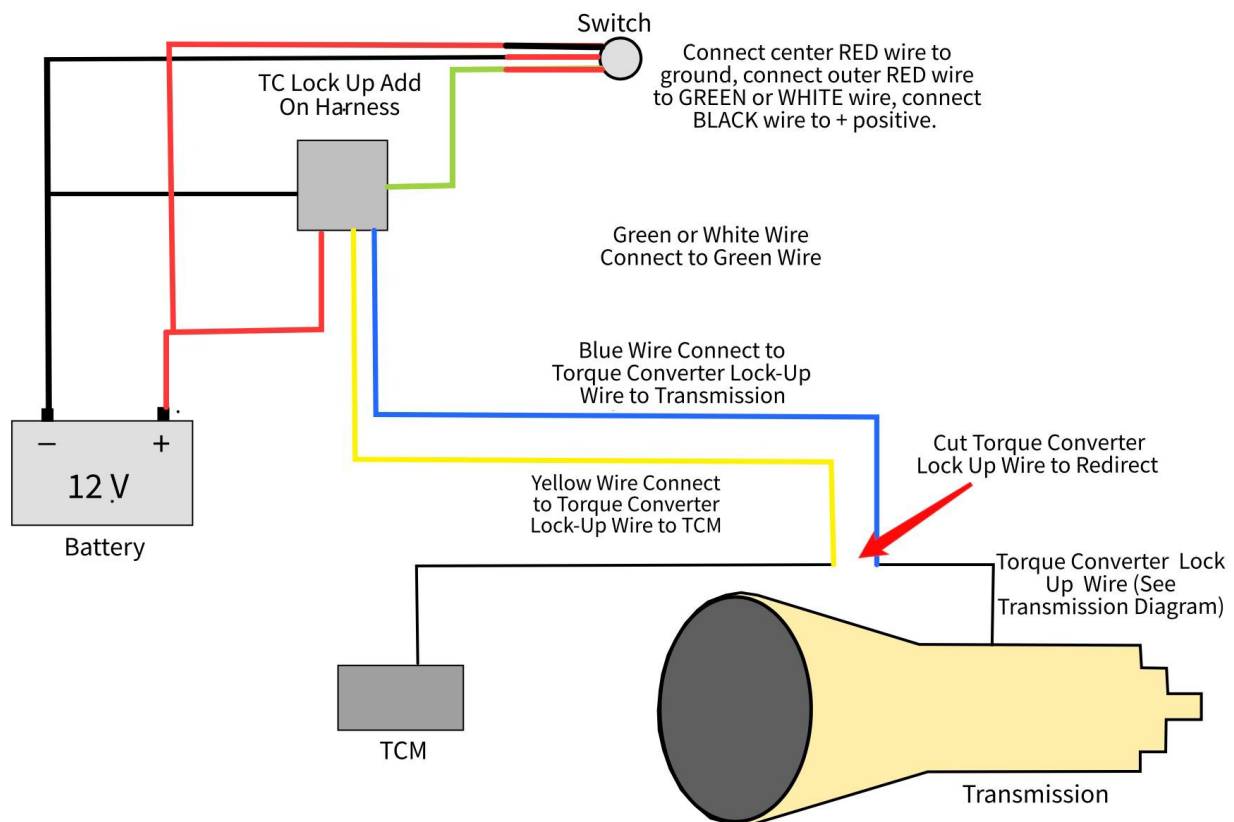 Switch
Connect center RED wire to
ground, connect outer RED wire
to GREEN or WHITE wire, connect
BLACK wire to + positive.
TC Lock Up Add
On Harness
Green or White Wire
Connect to Green Wire
Blue Wire Connect to
Torque Converter Lock-Up
Wire to Transmission
– +
12 V
Battery
Cut Torque Converter
Lock Up Wire to Redirect
Yellow Wire Connect
to Torque Converter
Lock-Up Wire to TCM
Torque Converter Lock
Up Wire (See
Transmission Diagram)
TCM
Transmission